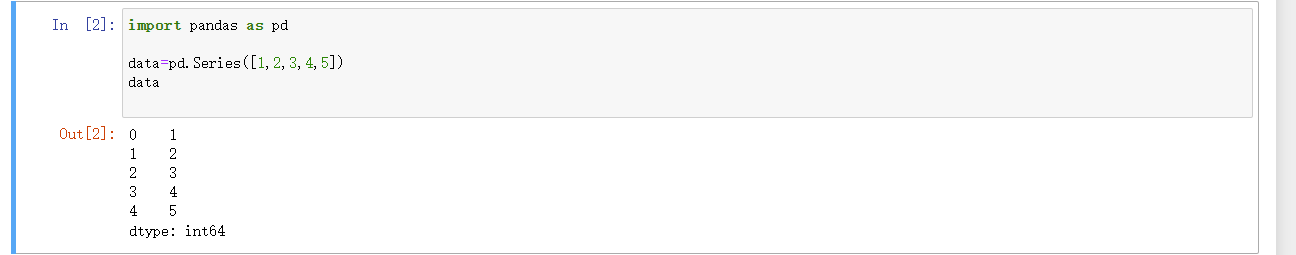 In [2]: import pandas as pd
data=pd.Series([1,2,3,4,5])
data
Out[2]: 0 1
1 2
2 3
3 4
4 5
dtype: int64